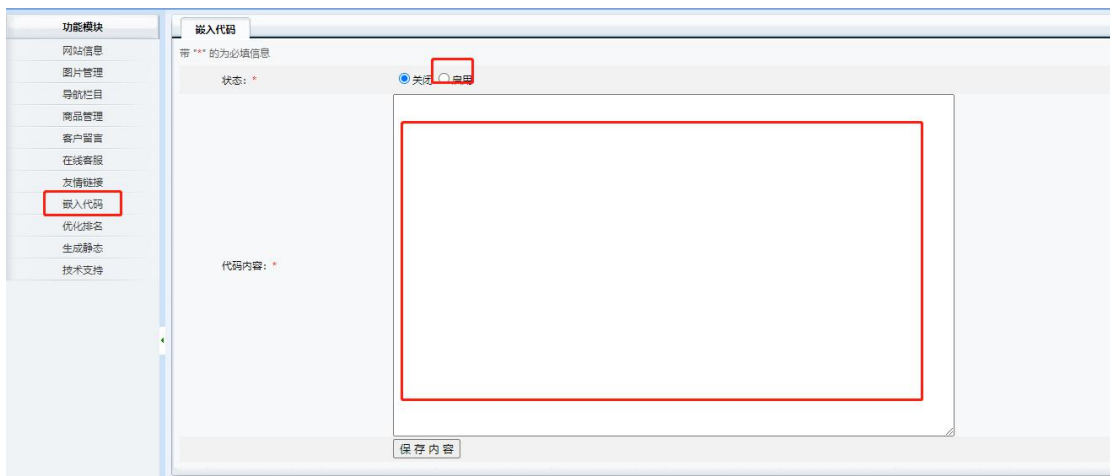 功能模块
网站信息
图片管理
导航栏目
商品管理
客户留言
在线客服
友情链接
嵌入代码
优化排名
生成静态
技术支持
嵌入代码
带 "*" 的为必填信息
状态: *
关闭 启用
代码内容: *
保存内容